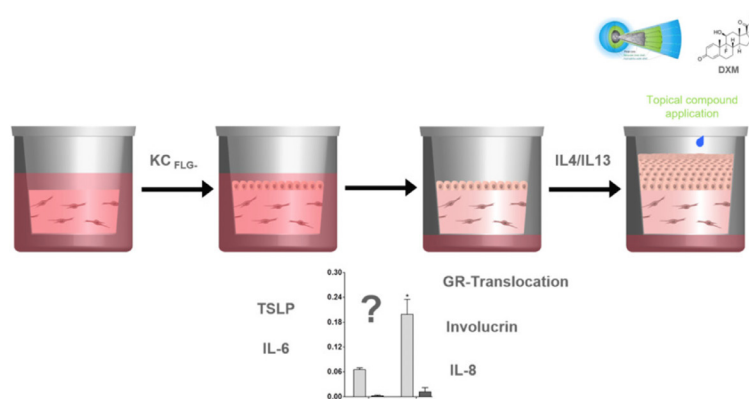 HO
H
F
H
O
DXM
Topical compound
application
KC FLG-
IL4/IL13
0.30
0.24
0.18
0.12
0.06
0.00
?
*
TSLP
IL-6
GR-Translocation
Involucrin
IL-8